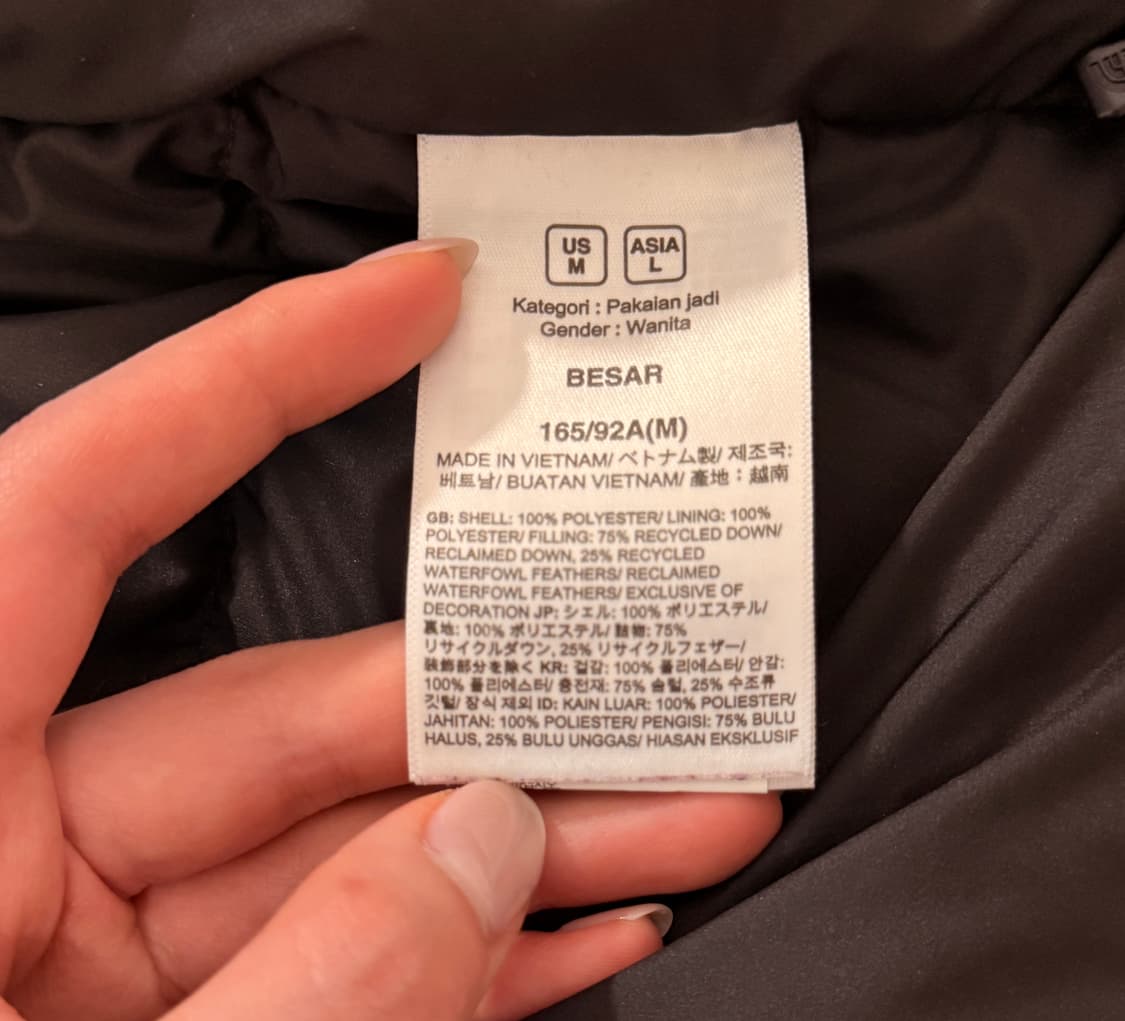 US
M
ASIA
L
Kategori : Pakaian jadi
Gender : Wanita
BESAR
165/92A(M)
MADE IN VIETNAM/ ベトナム製/ 제조국:
베트남/ BUATAN VIETNAM/ 產地：越南
GB: SHELL: 100% POLYESTER/ LINING: 100%
POLYESTER/ FILLING: 75% RECYCLED DOWN/
RECLAIMED DOWN, 25% RECYCLED
WATERFOWL FEATHERS/ RECLAIMED
WATERFOWL FEATHERS/ EXCLUSIVE OF
DECORATION JP: シェル: 100% ポリエステル/
裏地: 100% ポリエステル/ 詰物: 75%
リサイクルダウン, 25% リサイクルフェザー/
装飾部分を除く KR: 겉감: 100% 폴리에스터/ 안감:
100% 폴리에스터/ 충전재: 75% 솜털, 25% 수조류
깃털/ 장식 제외 ID: KAIN LUAR: 100% POLIESTER/
JAHITAN: 100% POLIESTER/ PENGISI: 75% BULU
HALUS, 25% BULU UNGGAS/ HIASAN EKSKLUSIF